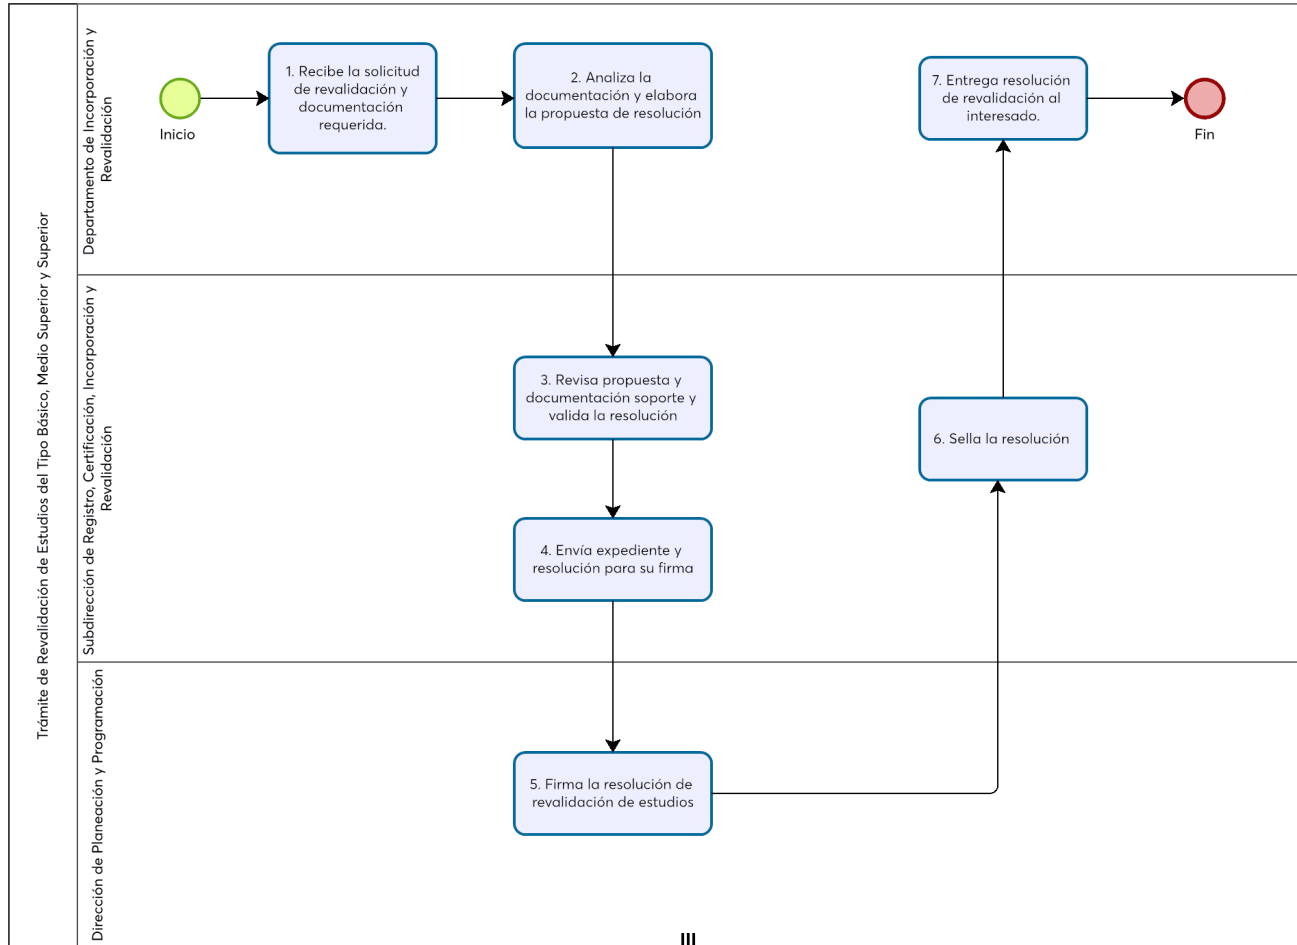 Trámite de Revalidación de Estudios del Tipo Básico, Medio Superior y Superior
Departamento de Incorporación y
Revalidación
Inicio
1. Recibe la solicitud
de revalidación y
documentación
requerida.
2. Analiza la
documentación y elabora
la propuesta de resolución
7. Entrega resolución
de revalidación al
interesado.
Fin
Subdirección de Registro, Certificación, Incorporación y
Revalidación
3. Revisa propuesta y
documentación soporte y
valida la resolución
6. Sella la resolución
4. Envía expediente y
resolución para su firma
Dirección de Planeación y Programación
5. Firma la resolución de
revalidación de estudios
III